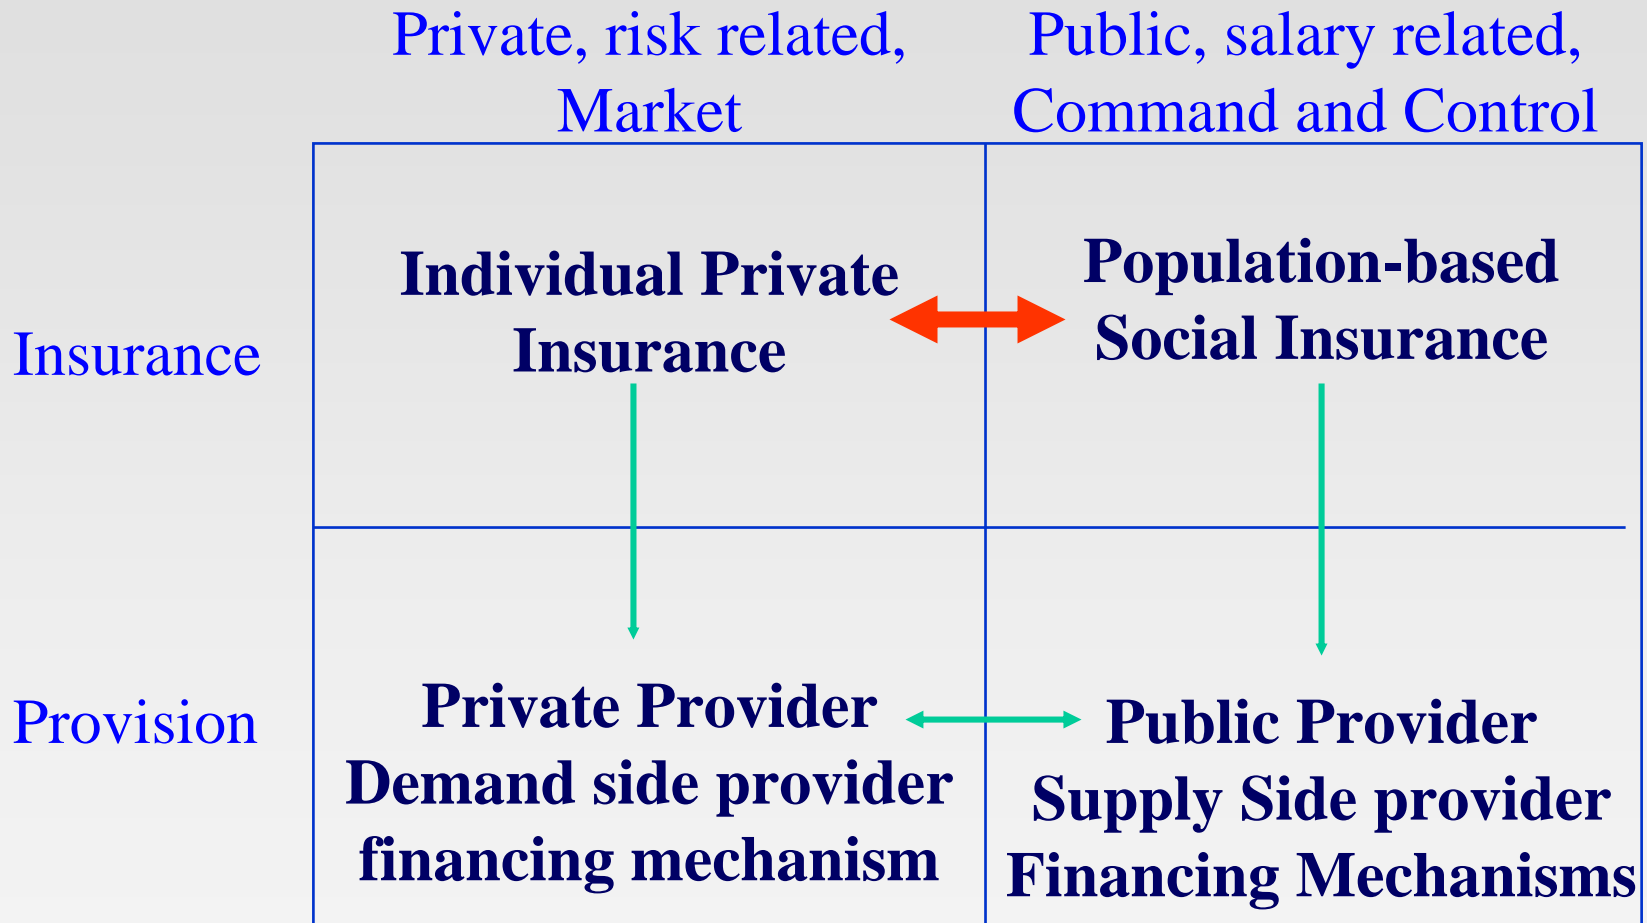 Private, risk related,
Market
Public, salary related,
Command and Control
Insurance
Individual Private
Insurance
Population-based
Social Insurance
Provision
Private Provider
Demand side provider
financing mechanism
Public Provider
Supply Side provider
Financing Mechanisms